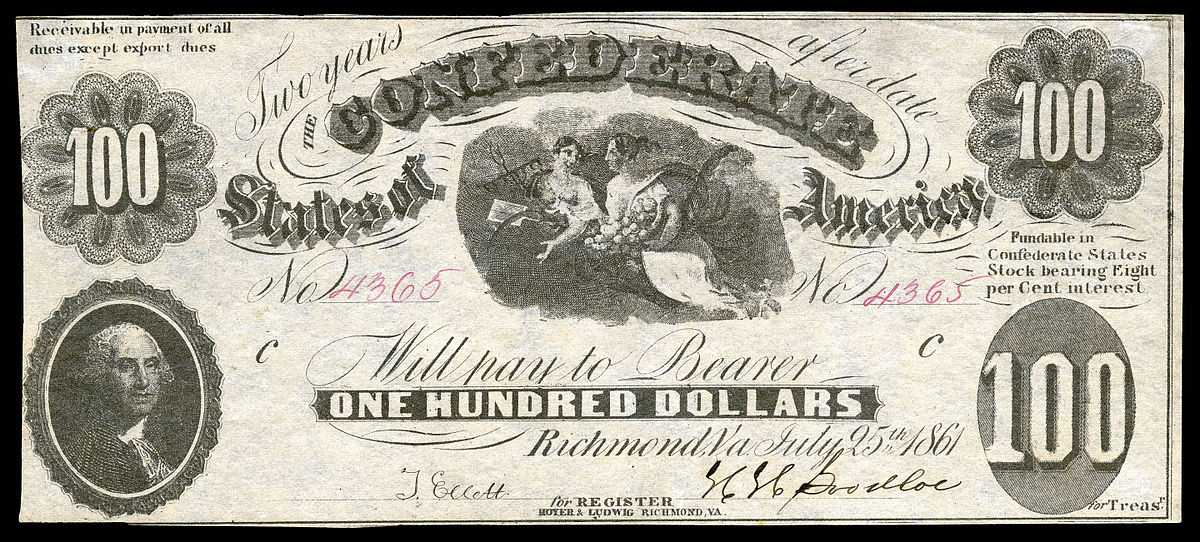 Receivable in payment of all
dues except export dues
Two years after date
THE CONFEDERATE
States of America
100
100
Fundable in
Confederate States
Stock bearing Eight
per Cent interest
No 4365
No 4365
C
C
Will pay to Bearer
ONE HUNDRED DOLLARS
100
Richmond, Va. July 25th 1861
T. Ellett
for REGISTER
for Treasr.
HOYER & LUDWIG RICHMOND, VA.